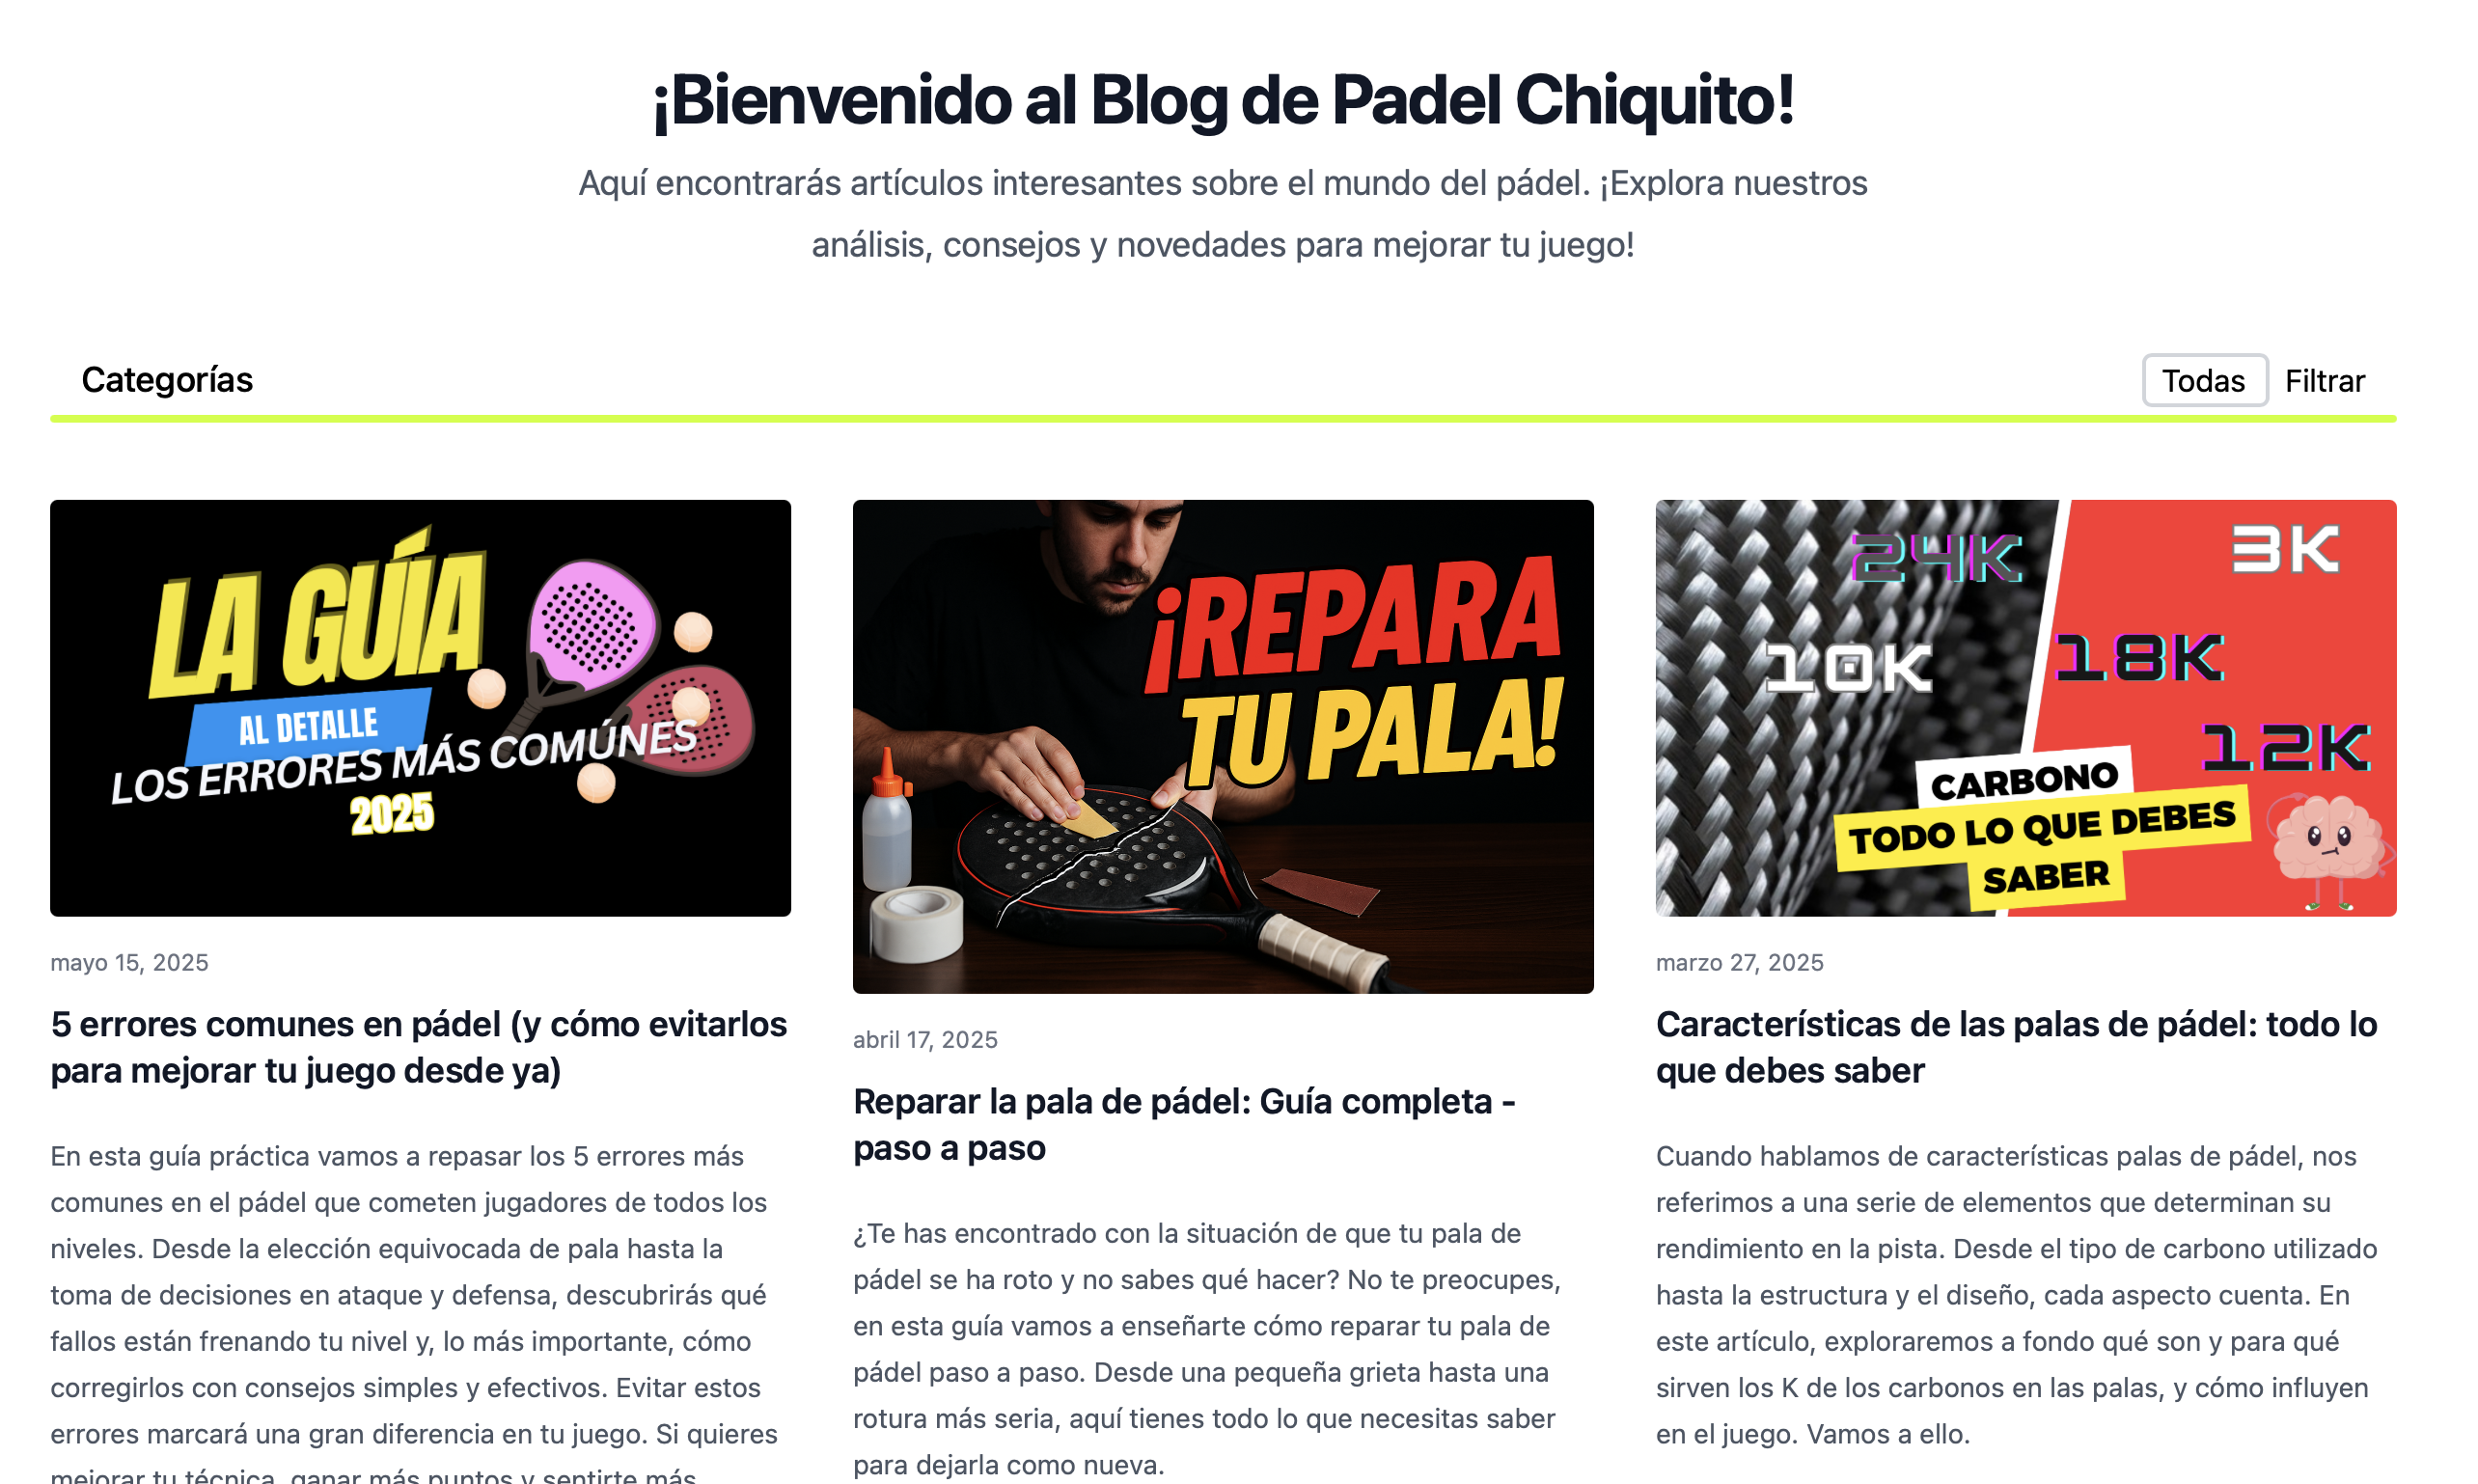 ¡Bienvenido al Blog de Padel Chiquito!
Aquí encontrarás artículos interesantes sobre el mundo del pádel. ¡Explora nuestros
análisis, consejos y novedades para mejorar tu juego!
Categorías
Todas
Filtrar
LA GUÍA
AL DETALLE
LOS ERRORES MÁS COMÚNES
2025
mayo 15, 2025
5 errores comunes en pádel (y cómo evitarlos
para mejorar tu juego desde ya)
En esta guía práctica vamos a repasar los 5 errores más
comunes en el pádel que cometen jugadores de todos los
niveles. Desde la elección equivocada de pala hasta la
toma de decisiones en ataque y defensa, descubrirás qué
fallos están frenando tu nivel y, lo más importante, cómo
corregirlos con consejos simples y efectivos. Evitar estos
errores marcará una gran diferencia en tu juego. Si quieres
mejorar tu técnica, ganar más puntos y sentirte más
¡REPARA
TU PALA!
abril 17, 2025
Reparar la pala de pádel: Guía completa -
paso a paso
¿Te has encontrado con la situación de que tu pala de
pádel se ha roto y no sabes qué hacer? No te preocupes,
en esta guía vamos a enseñarte cómo reparar tu pala de
pádel paso a paso. Desde una pequeña grieta hasta una
rotura más seria, aquí tienes todo lo que necesitas saber
para dejarla como nueva.
24K
3K
10K
18K
12K
CARBONO
TODO LO QUE DEBES
SABER
marzo 27, 2025
Características de las palas de pádel: todo lo
que debes saber
Cuando hablamos de características palas de pádel, nos
referimos a una serie de elementos que determinan su
rendimiento en la pista. Desde el tipo de carbono utilizado
hasta la estructura y el diseño, cada aspecto cuenta. En
este artículo, exploraremos a fondo qué son y para qué
sirven los K de los carbonos en las palas, y cómo influyen
en el juego. Vamos a ello.